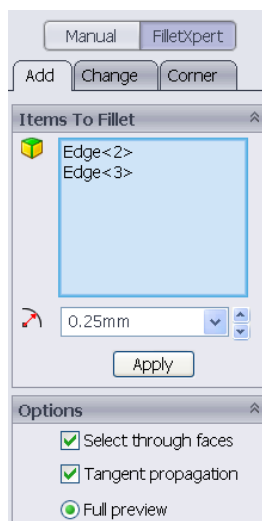 Manual FilletXpert
Add Change Corner
Items To Fillet
Edge<2>
Edge<3>
0.25mm
Apply
Options
Select through faces
Tangent propagation
Full preview